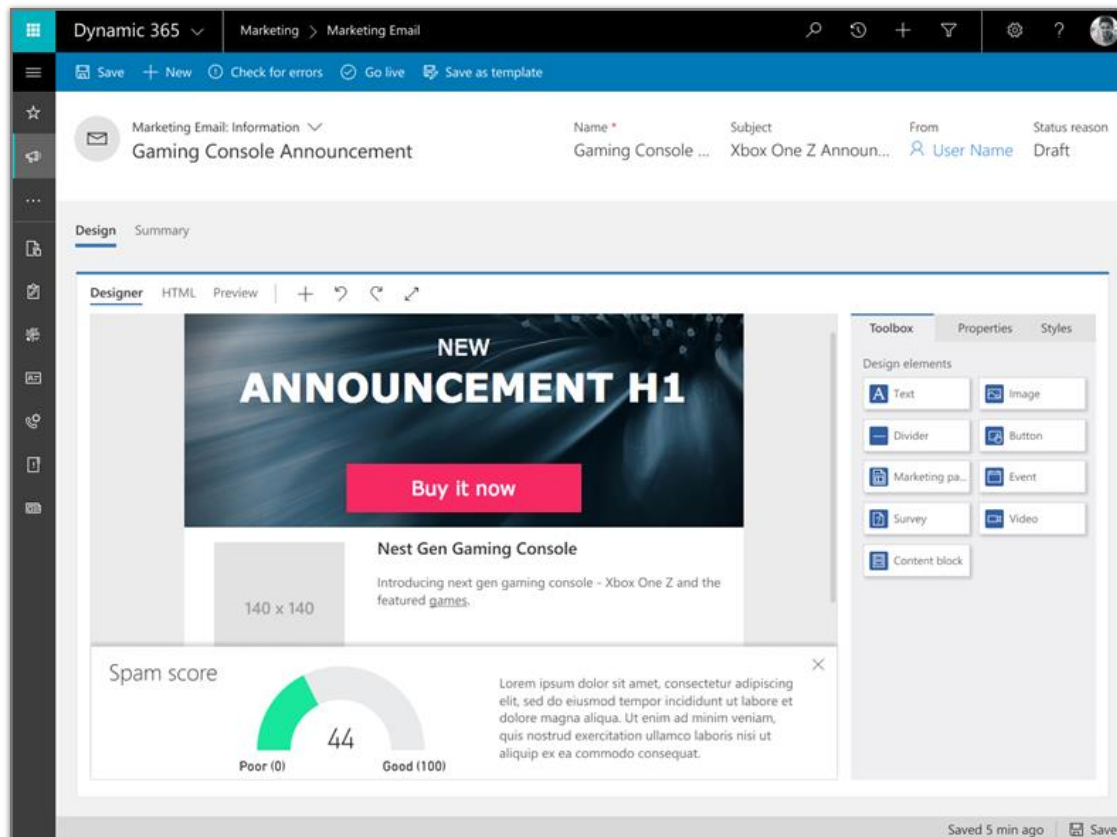 Dynamic 365 Marketing > Marketing Email ?
Save New Check for errors Go live Save as template
Marketing Email: Information
Gaming Console Announcement
Name * Subject From Status reason
Gaming Console ... Xbox One Z Announ... User Name Draft
Design Summary
Designer HTML Preview
NEW
ANNOUNCEMENT H1
Buy it now
Nest Gen Gaming Console
Introducing next gen gaming console - Xbox One Z and the
featured games.
140 x 140
Toolbox Properties Styles
Design elements
Text Image
Divider Button
Marketing pa... Event
Survey Video
Content block
Spam score
44
Poor (0) Good (100)
Lorem ipsum dolor sit amet, consectetur adipiscing
elit, sed do eiusmod tempor incididunt ut labore et
dolore magna aliqua. Ut enim ad minim veniam,
quis nostrud exercitation ullamco laboris nisi ut
aliquip ex ea commodo consequat.
Saved 5 min ago Save